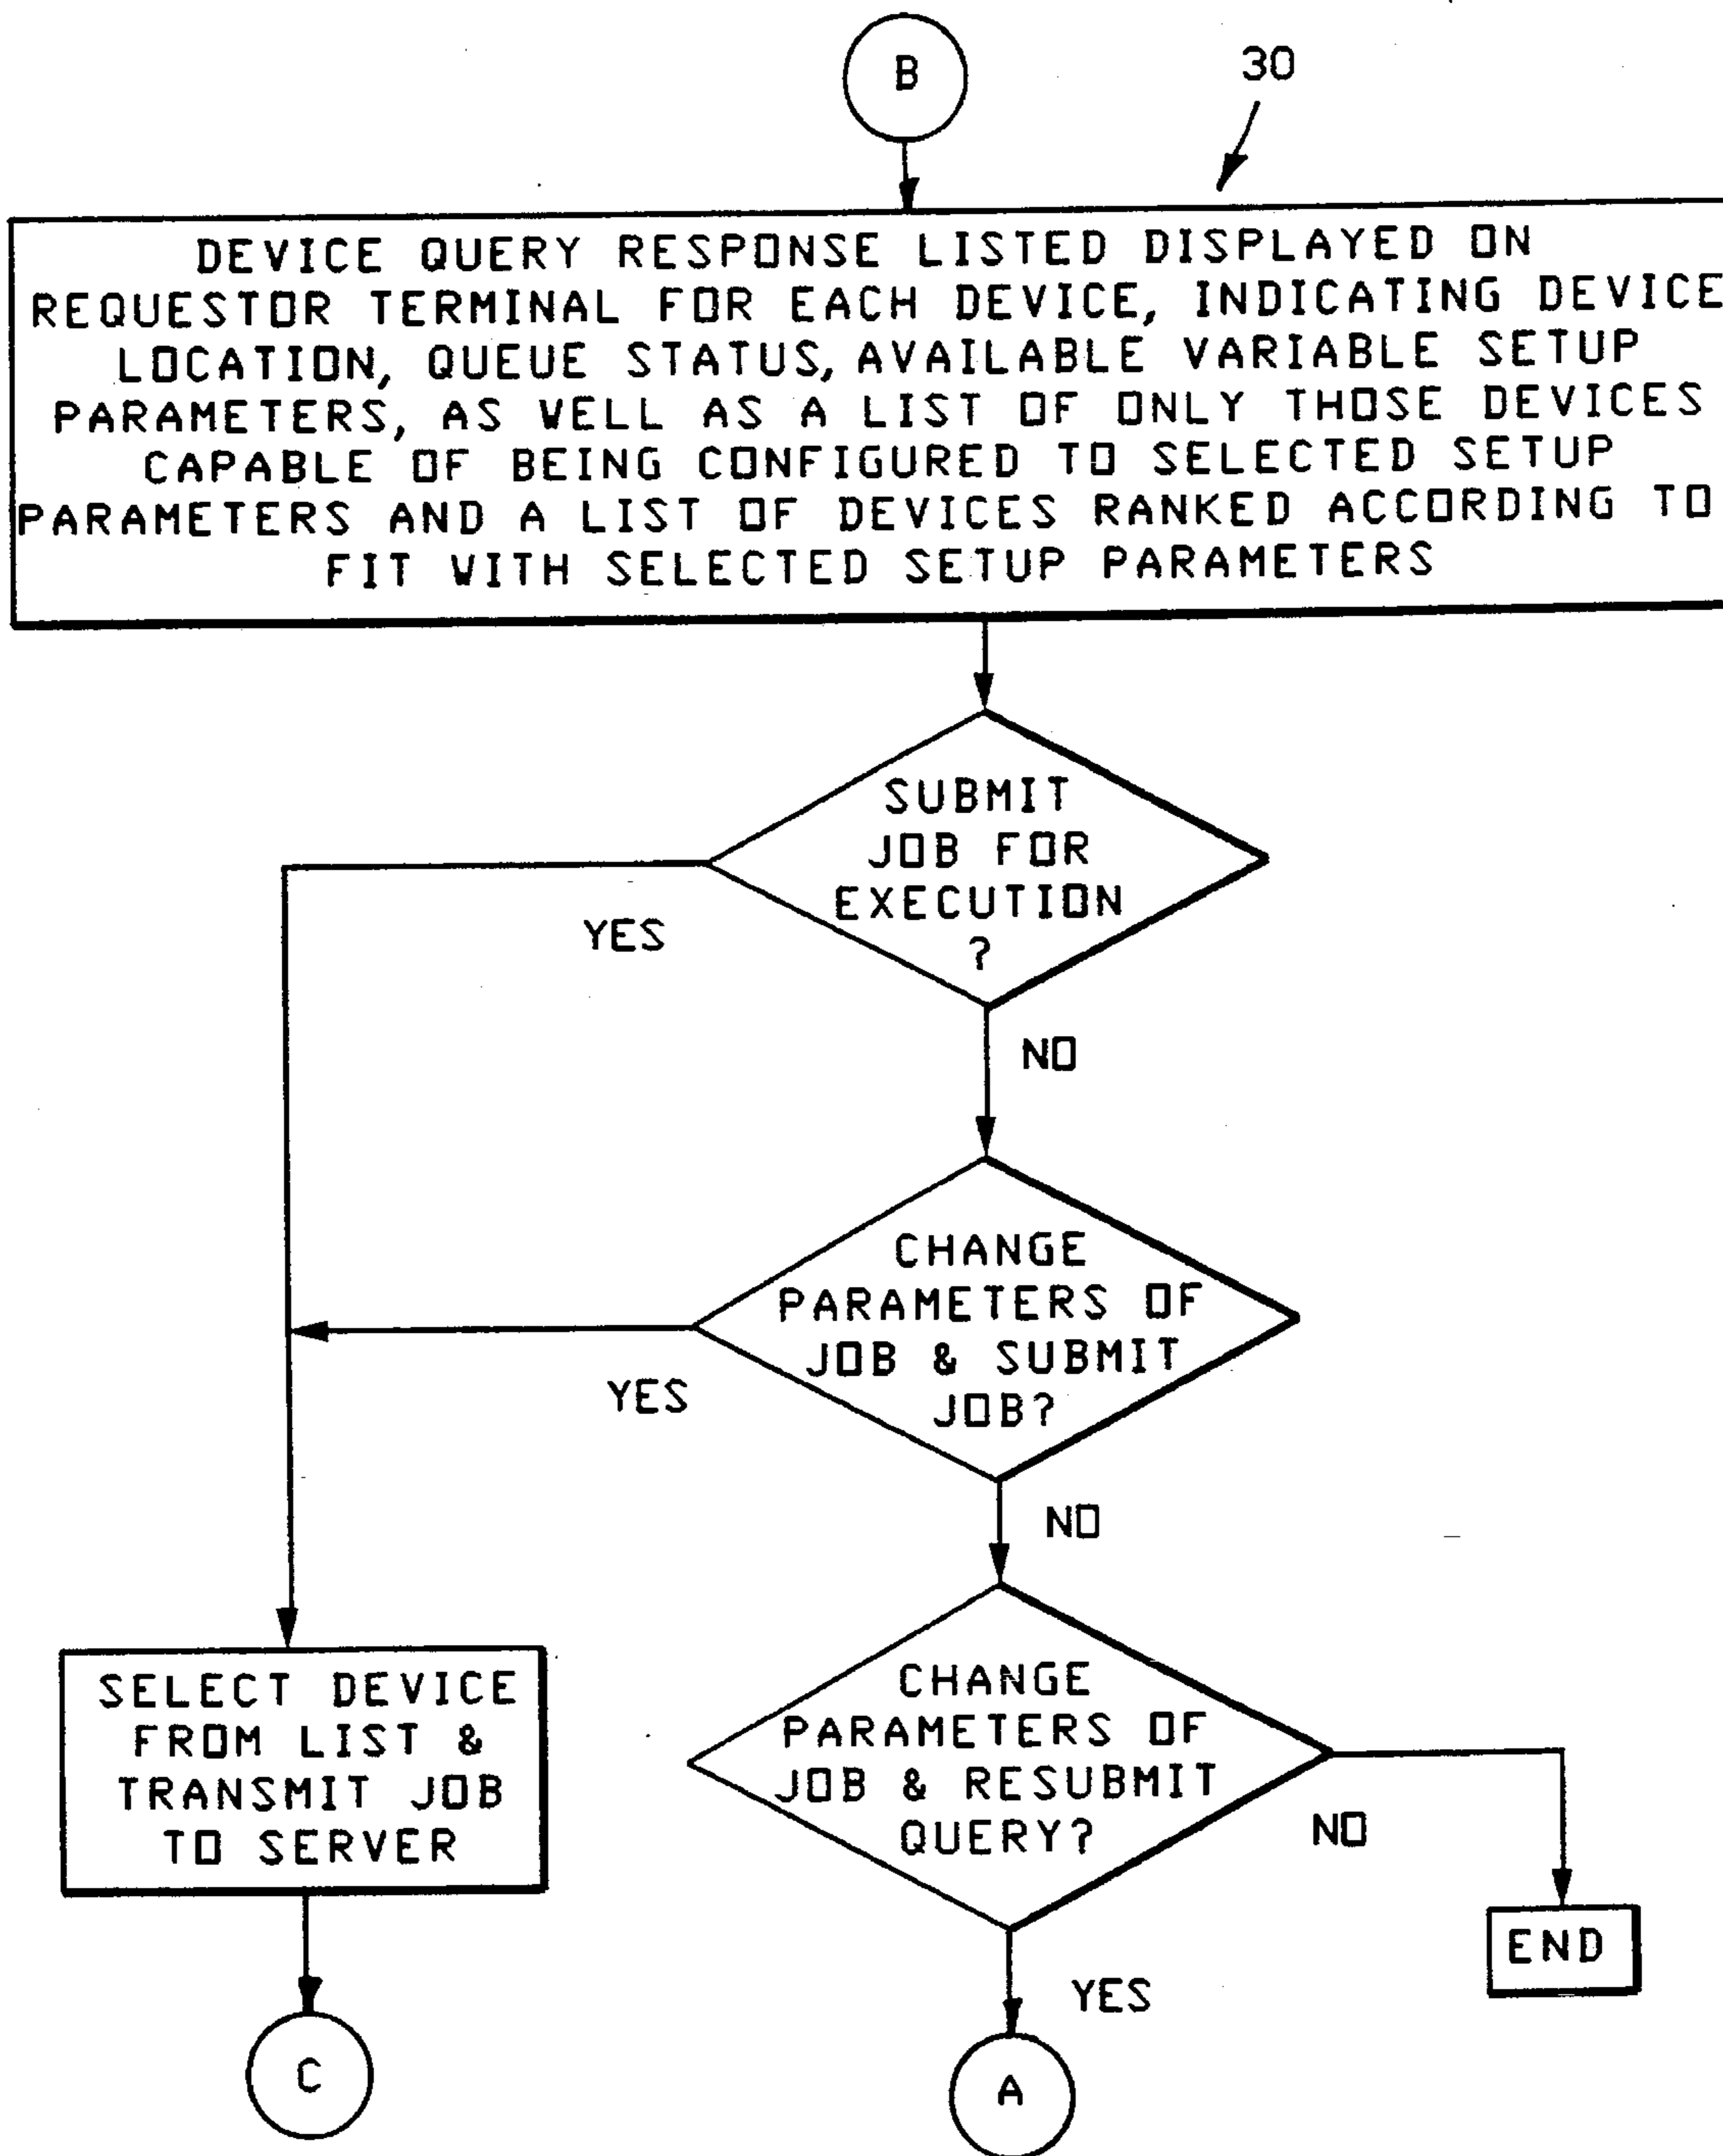 B
30
DEVICE QUERY RESPONSE LISTED DISPLAYED ON
REQUESTOR TERMINAL FOR EACH DEVICE, INDICATING DEVICE
LOCATION, QUEUE STATUS, AVAILABLE VARIABLE SETUP
PARAMETERS, AS WELL AS A LIST OF ONLY THOSE DEVICES
CAPABLE OF BEING CONFIGURED TO SELECTED SETUP
PARAMETERS AND A LIST OF DEVICES RANKED ACCORDING TO
FIT WITH SELECTED SETUP PARAMETERS
SUBMIT
JOB FOR
EXECUTION
?
YES
NO
CHANGE
PARAMETERS OF
JOB & SUBMIT
JOB?
YES
NO
SELECT DEVICE
FROM LIST &
TRANSMIT JOB
TO SERVER
CHANGE
PARAMETERS OF
JOB & RESUBMIT
QUERY?
NO
END
YES
C
A